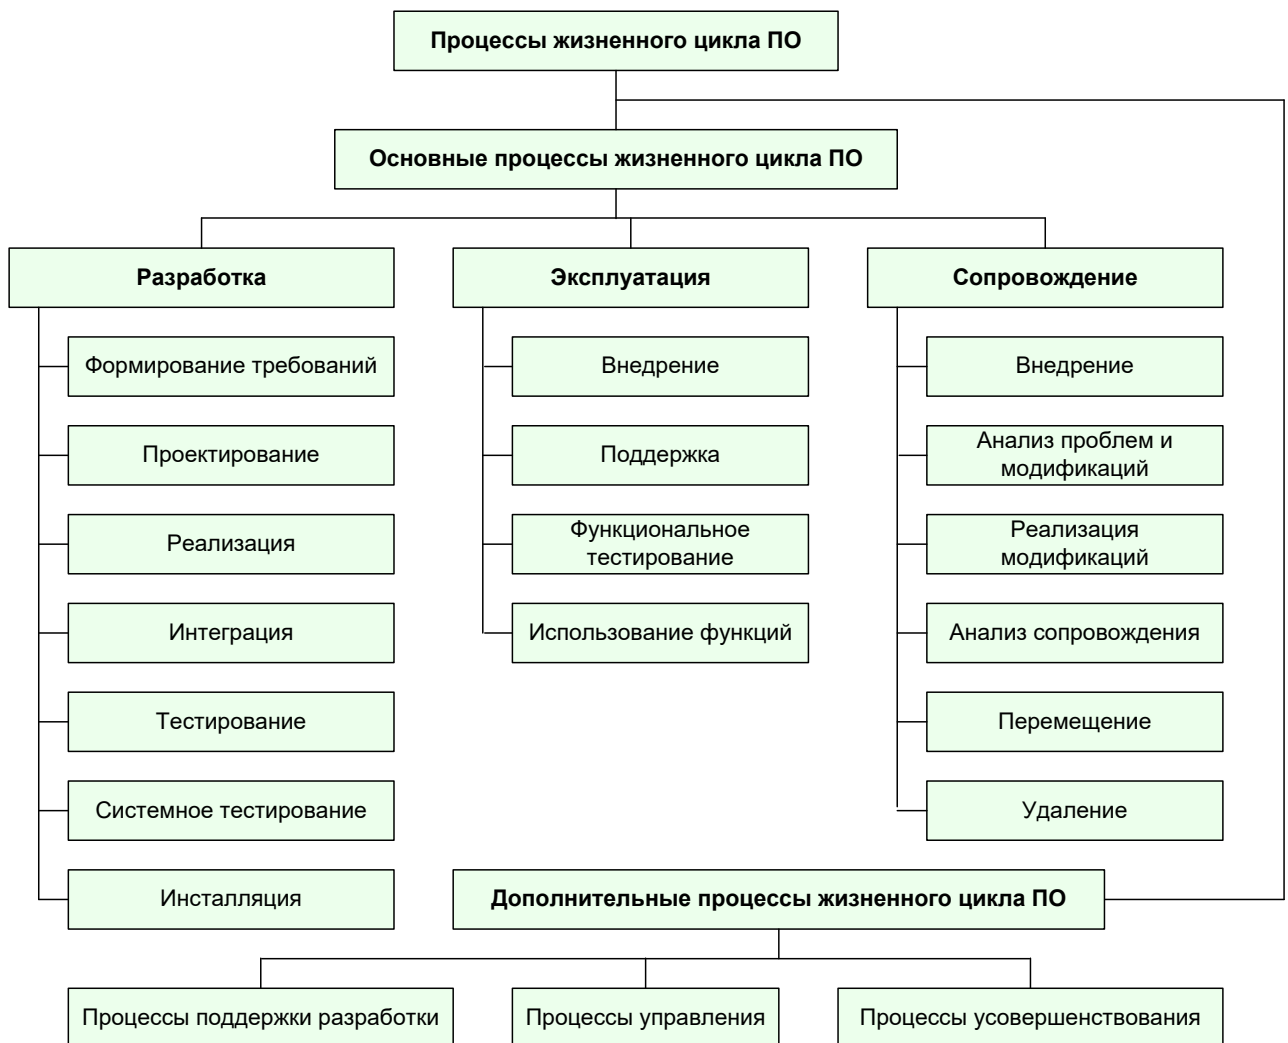 Процессы жизненного цикла ПО
Основные процессы жизненного цикла ПО
Разработка
Формирование требований
Проектирование
Реализация
Интеграция
Тестирование
Системное тестирование
Инсталляция
Эксплуатация
Внедрение
Поддержка
Функциональное
тестирование
Использование функций
Сопровождение
Внедрение
Анализ проблем и
модификаций
Реализация
модификаций
Анализ сопровождения
Перемещение
Удаление
Дополнительные процессы жизненного цикла ПО
Процессы поддержки разработки
Процессы управления
Процессы усовершенствования